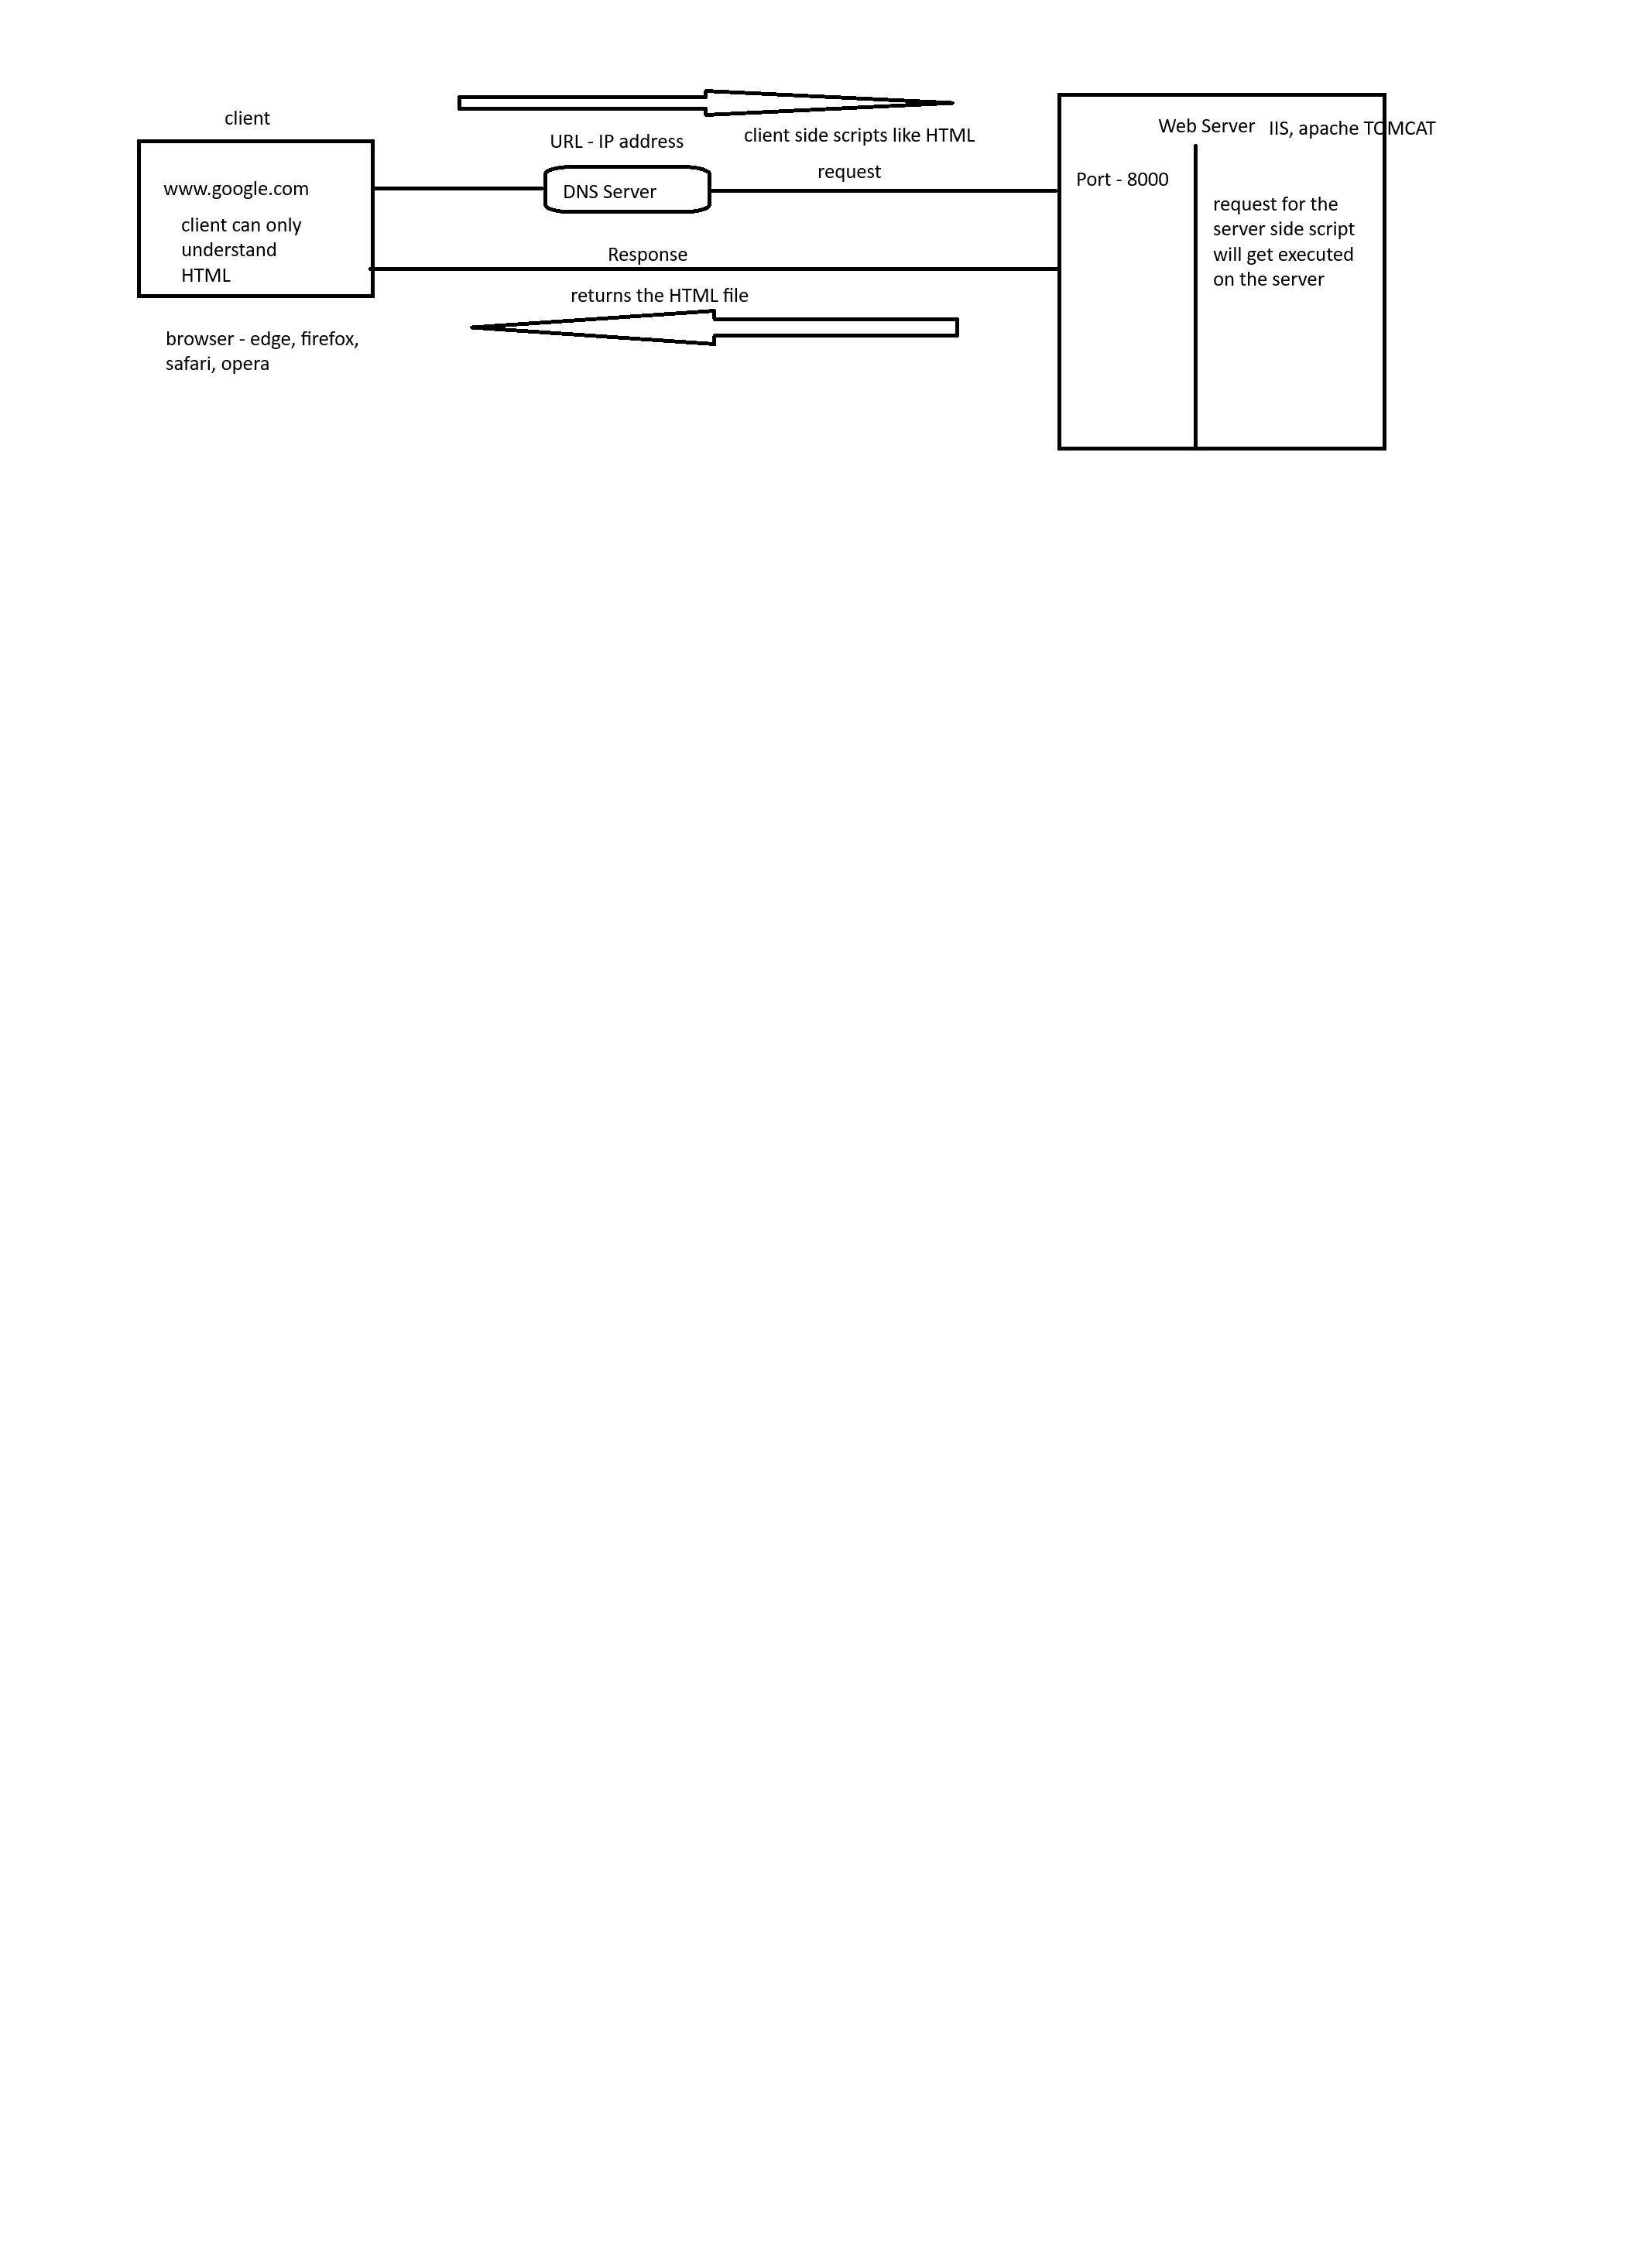 client
www.google.com
client can only
understand
HTML
browser - edge, firefox,
safari, opera
URL - IP address
DNS Server
client side scripts like HTML
request
Response
returns the HTML file
Web Server
IIS, apache TOMCAT
Port - 8000
request for the
server side script
will get executed
on the server